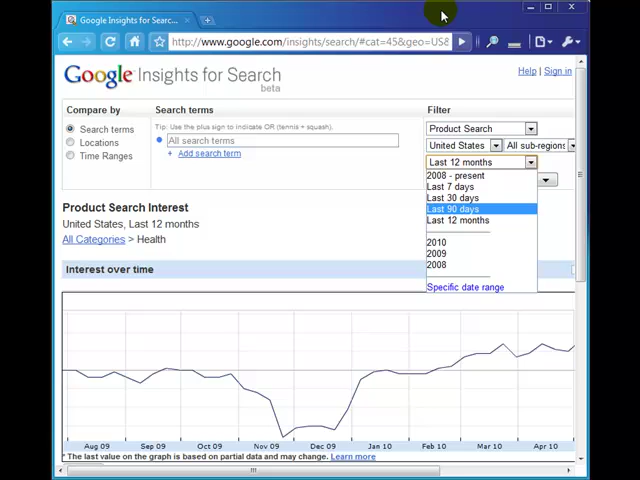 Google Insights for Searc...
http://www.google.com/insights/search/#cat=45&geo=US&
Google Insights for Search
beta
Help | Sign in
Compare by
Search terms
Locations
Time Ranges
Search terms
Tip: Use the plus sign to indicate OR (tennis + squash).
All search terms
+ Add search term
Filter
Product Search
United States
All sub-regions
Last 12 months
2008 - present
Last 7 days
Last 30 days
Last 90 days
Last 12 months
2010
2009
2008
Specific date range
Product Search Interest
United States, Last 12 months
All Categories > Health
Interest over time
Aug 09 Sep 09 Oct 09 Nov 09 Dec 09 Jan 10 Feb 10 Mar 10 Apr 10
* The last value on the graph is based on partial data and may change. Learn more